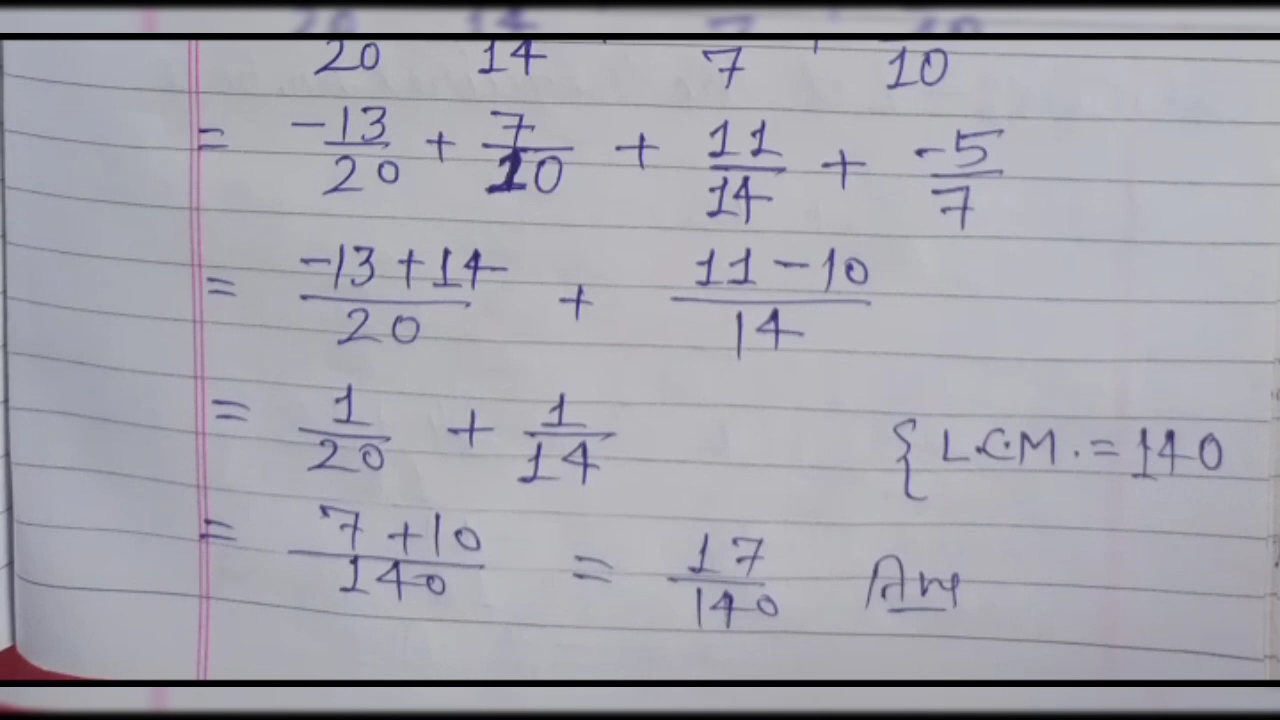 20 14 7 10
= -13/20 + 7/10 + 11/14 + -5/7
= -13+14/20 + 11-10/14
= 1/20 + 1/14 { L.C.M. = 140
= 7+10/140 = 17/140 Ans